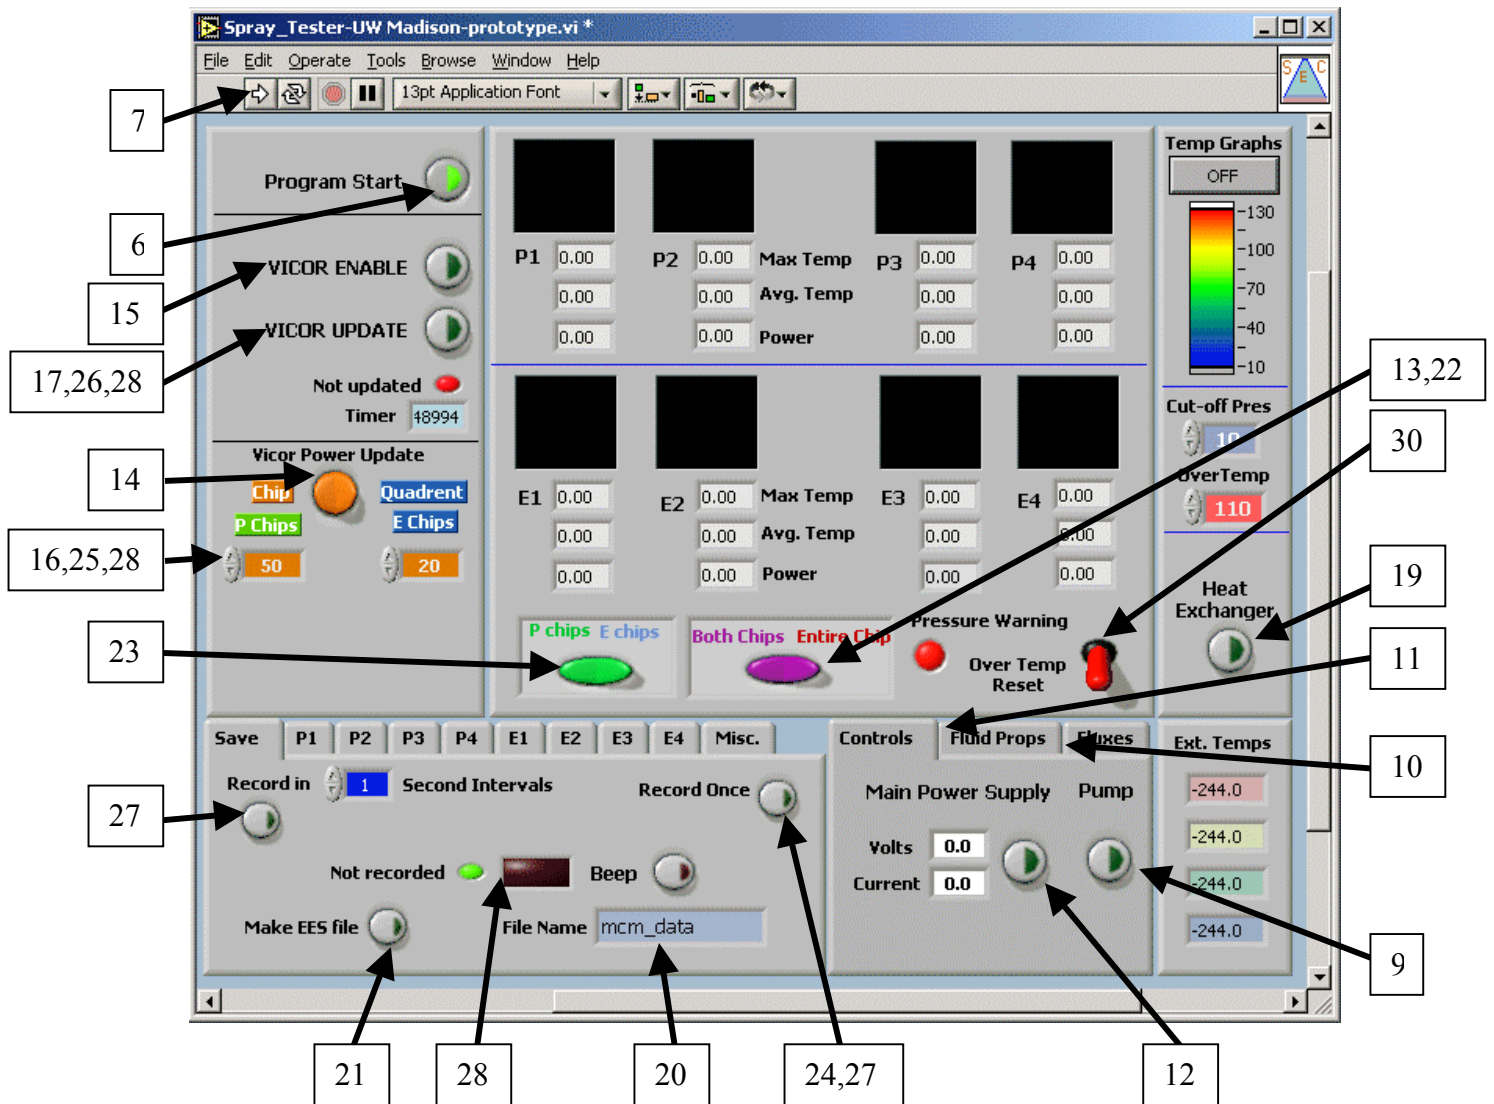 Spray_Tester-UW Madison-prototype.vi *
File Edit Operate Tools Browse Window Help
S E C
13pt Application Font
7
Program Start
6
VICOR ENABLE
15
VICOR UPDATE
17,26,28
Not updated
Timer 48994
Vicor Power Update
14
Chip Quadrent
P Chips E Chips
16,25,28
50 20
P1 0.00 P2 0.00 Max Temp P3 0.00 P4 0.00
0.00 0.00 Avg. Temp 0.00 0.00
0.00 0.00 Power 0.00 0.00
E1 0.00 E2 0.00 Max Temp E3 0.00 E4 0.00
0.00 0.00 Avg. Temp 0.00 0.00
0.00 0.00 Power 0.00 0.00
P chips E chips
Both Chips Entire Chip
23
13,22
Pressure Warning
Over Temp
Reset
30
Temp Graphs
OFF
130
100
70
40
10
Cut-off Pres
10
OverTemp
110
Heat
Exchanger
19
11
Save P1 P2 P3 P4 E1 E2 E3 E4 Misc.
Record in 1 Second Intervals
Record Once
27
Not recorded
Beep
Make EES file
File Name mcm_data
Controls Fluid Props Fluxes
10
Main Power Supply Pump
Volts 0.0
Current 0.0
Ext. Temps
-244.0
-244.0
-244.0
-244.0
9
21 28 20 24,27 12